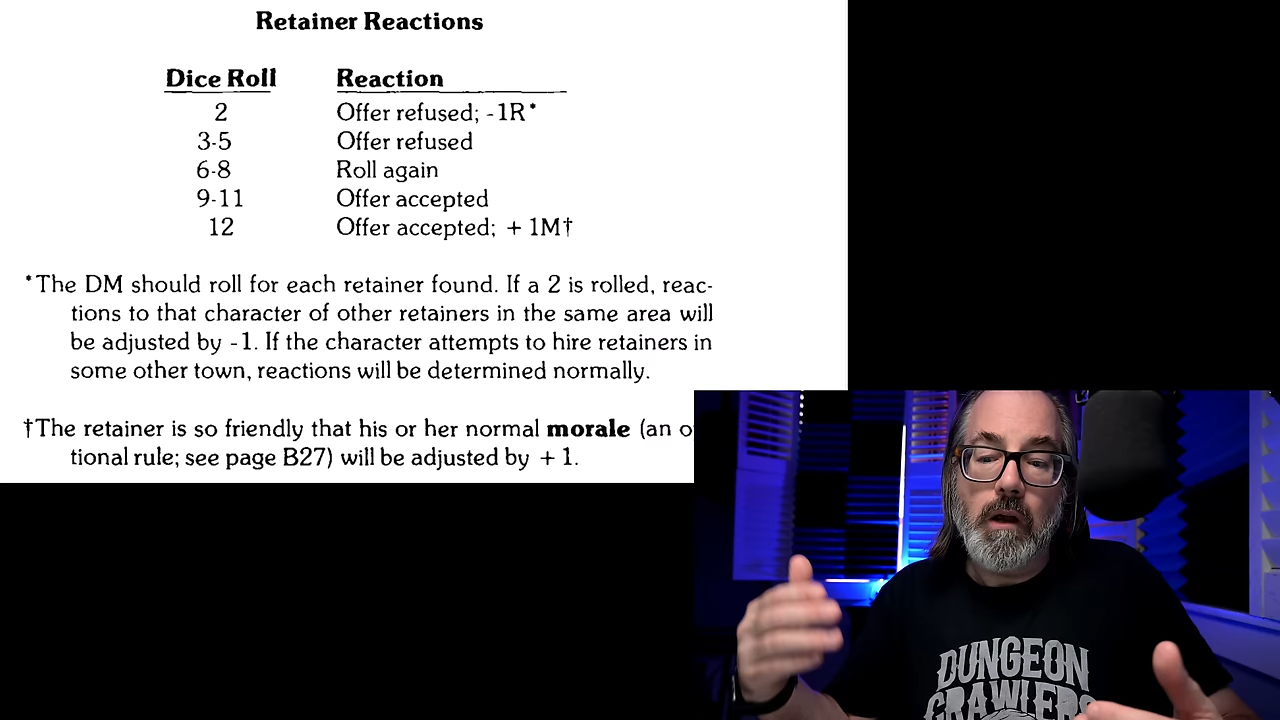 Retainer Reactions
Dice Roll Reaction
2 Offer refused; -1R*
3-5 Offer refused
6-8 Roll again
9-11 Offer accepted
12 Offer accepted; + 1M†
*The DM should roll for each retainer found. If a 2 is rolled, reac-
tions to that character of other retainers in the same area will
be adjusted by -1. If the character attempts to hire retainers in
some other town, reactions will be determined normally.
†The retainer is so friendly that his or her normal morale (an
tional rule; see page B27) will be adjusted by + 1.
DUNGEON
CRAWLERS